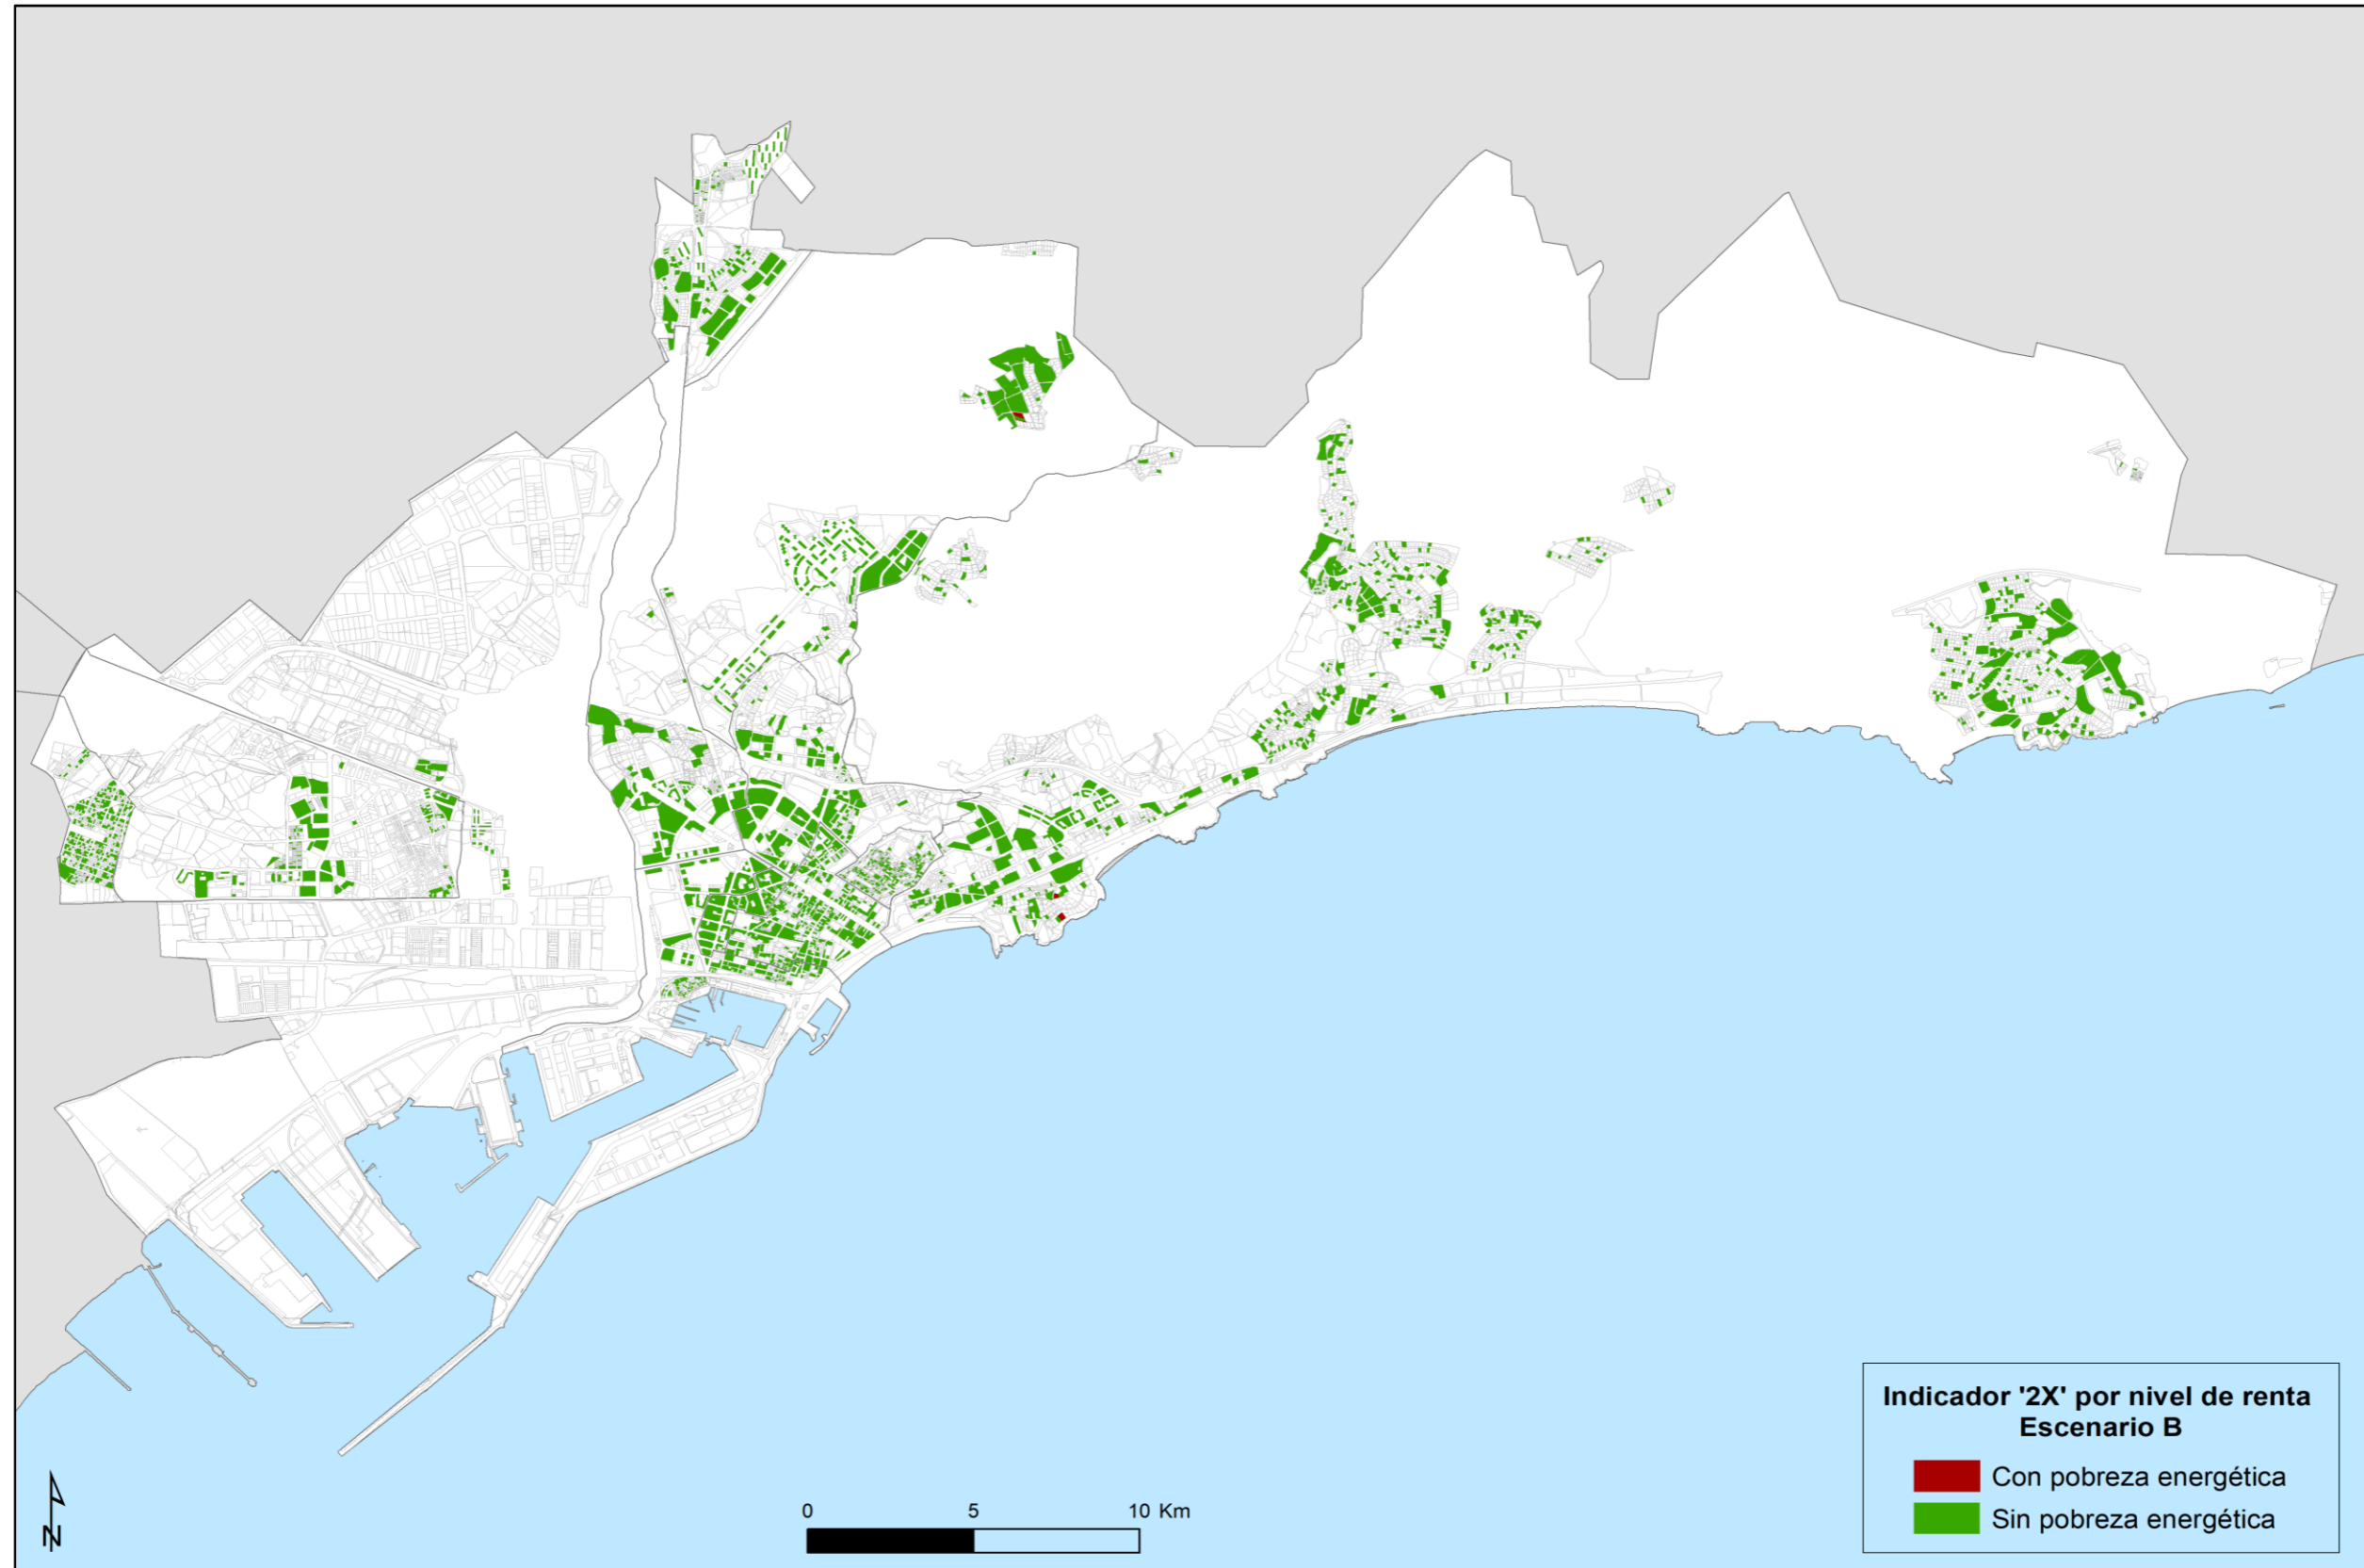 N
0 5 10 Km
Indicador '2X' por nivel de renta
Escenario B
Con pobreza energética
Sin pobreza energética